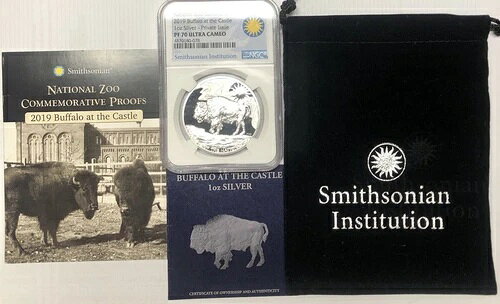 Smithsonian
NATIONAL ZOO
COMMEMORATIVE PROOFS
2019 Buffalo at the Castle
2019 Buffalo at the Castle
1oz Silver - Private Issue
PF 70 ULTRA CAMEO
Smithsonian Institution
NGC
BUFFALO AT THE CASTLE
1oz SILVER
CERTIFICATE OF OWNERSHIP AND AUTHENTICITY
Smithsonian
Institution